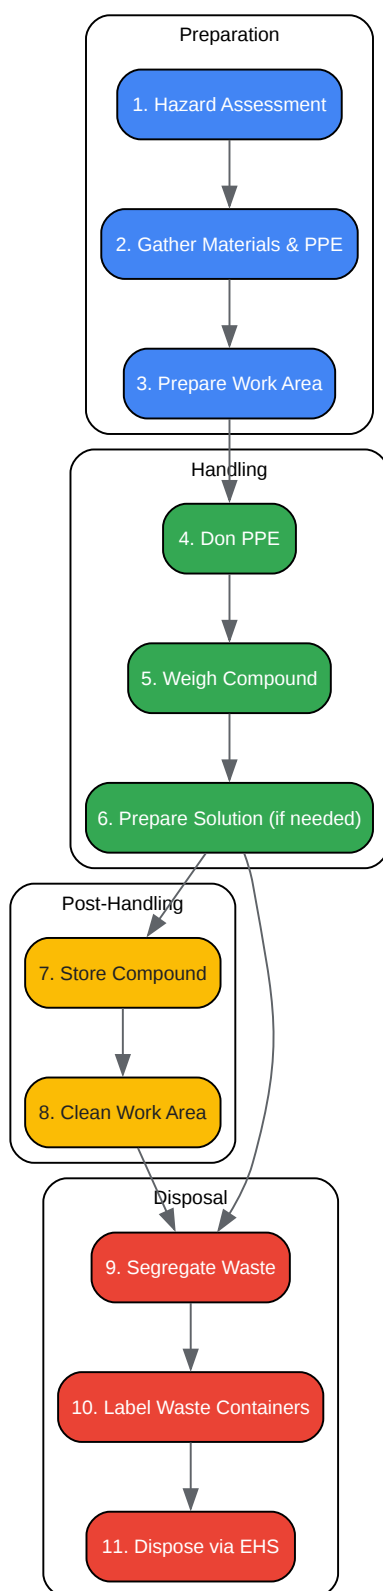 Preparation
1. Hazard Assessment
2. Gather Materials & PPE
3. Prepare Work Area
Handling
4. Don PPE
5. Weigh Compound
6. Prepare Solution (if needed)
Post-Handling
7. Store Compound
8. Clean Work Area
Disposal
9. Segregate Waste
10. Label Waste Containers
11. Dispose via EHS